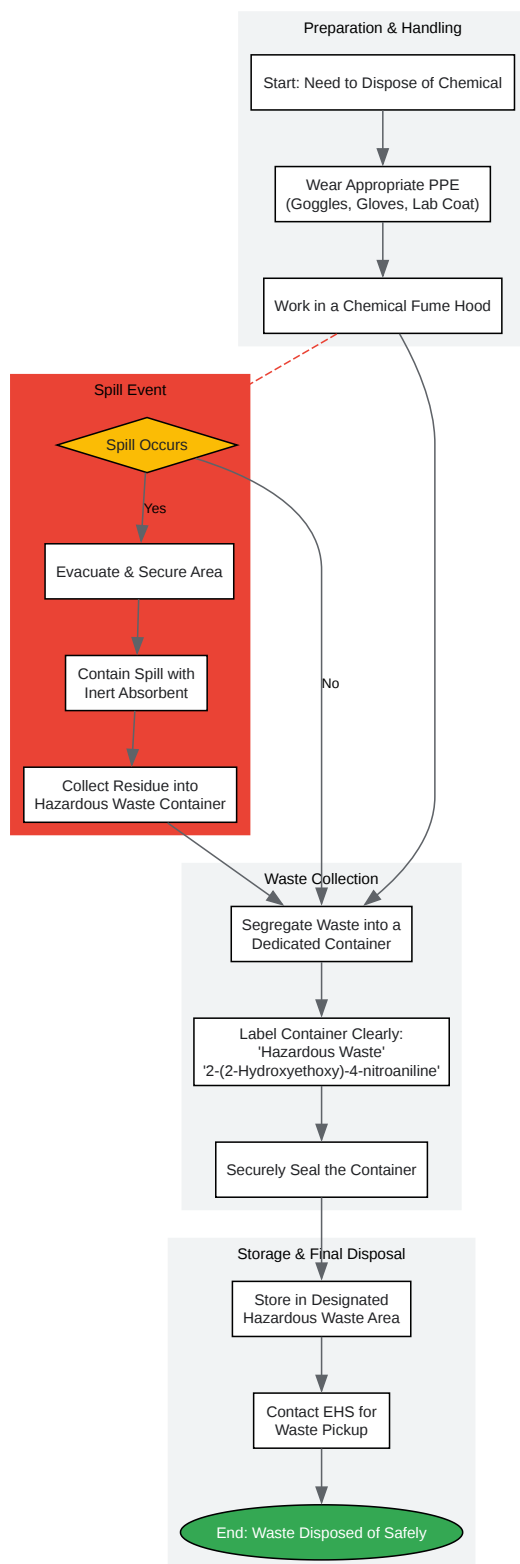 Preparation & Handling
Start: Need to Dispose of Chemical
Wear Appropriate PPE
(Goggles, Gloves, Lab Coat)
Work in a Chemical Fume Hood
Spill Event
Spill Occurs
Yes
Evacuate & Secure Area
Contain Spill with
Inert Absorbent
No
Collect Residue into
Hazardous Waste Container
Waste Collection
Segregate Waste into a
Dedicated Container
Label Container Clearly:
'Hazardous Waste'
'2-(2-Hydroxyethoxy)-4-nitroaniline'
Securely Seal the Container
Storage & Final Disposal
Store in Designated
Hazardous Waste Area
Contact EHS for
Waste Pickup
End: Waste Disposed of Safely